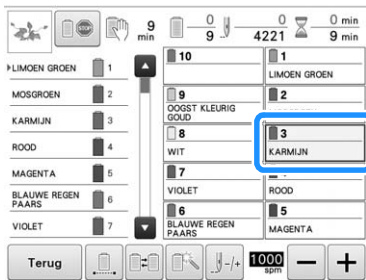 9 min
0 9
0 4221
0 min 9 min
LIMOEN GROEN 1
MOSGROEN 2
KARMIJN 3
ROOD 4
MAGENTA 5
BLAUWE REGEN PAARS 6
VIOLET 7
10
1 LIMOEN GROEN
9 OOGST KLEURIG GOUD
2
8 WIT
3 KARMIJN
7 VIOLET
ROOD
6 BLAUWE REGEN PAARS
5 MAGENTA
Terug
-/+
1000 spm
− +